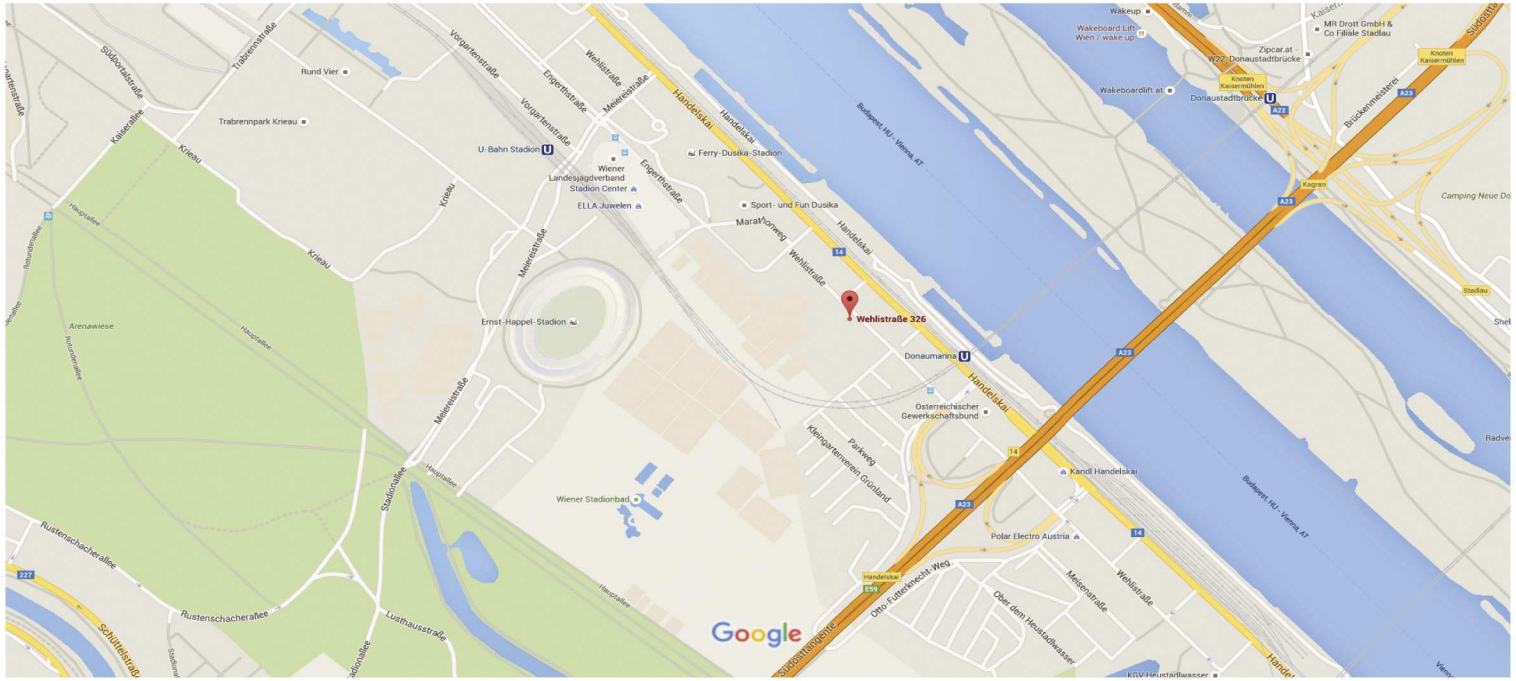 Wakeup
Wakeboard Lift
Wien / wake up
MR Drott GmbH &
Co Filiale Stadlau
Zipcar.at -
W22-Donaustadtbrücke
Knoten
Kaisermühlen
Knoten
Kaisermühlen
Wakeboardlift.at
Donaustadtbrücke
U
A22
A23
Brückenmeisterei
Südportalstraße
Trabrennstraße
Rund Vier
Vorgartenstraße
Wehlistraße
Engerthstraße
Meiereistraße
Handelskai
Handelskai
Vorgartenstraße
Kaiserallee
Trabrennpark Krieau
Krieau
U-Bahn Stadion
U
Wiener
Landesjagdverband
Stadion Center
ELLA Juwelen
Engerthstraße
Ferry-Dusika-Stadion
Sport- und Fun Dusika
Budapest, HU - Vienna, AT
Kagran
A23
Camping Neue Do
Krieau
Hauptallee
Rotundenallee
Krieau
Meiereistraße
Marathonweg
Handelskai
14
Wehlistraße
Stadlau
Wehlistraße 326
Ernst-Happel-Stadion
Arenawiese
Hauptallee
Rotundenallee
Donaumarina
U
A23
Handelskai
Meiereistraße
Österreichischer
Gewerkschaftsbund
Parkweg
Kleingartenverein Grünland
14
Kandl Handelskai
Hauptallee
Stadionallee
Wiener Stadionbad
A23
Budapest, HU - Vienna, AT
Polar Electro Austria
14
Rustenschacherallee
227
Handelskai
E59
Otto-Futterknecht-Weg
Meisenstraße
Wehlistraße
Ober dem Heustadlwasser
Hauptallee
Rustenschacherallee
Lusthausstraße
Schüttelstraße
Google
Südosttangente
KGV Heustadlwasser